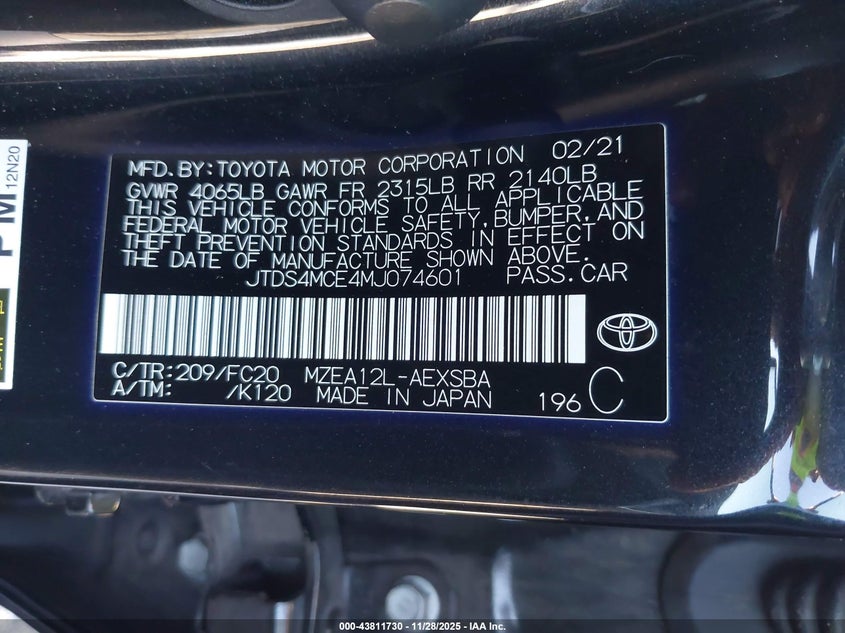 PM
12N20
MFD.BY:TOYOTA MOTOR CORPORATION 02/21
GVWR 4065LB GAWR FR 2315LB RR 2140LB
THIS VEHICLE CONFORMS TO ALL APPLICABLE
FEDERAL MOTOR VEHICLE SAFETY,BUMPER,AND
THEFT PREVENTION STANDARDS IN EFFECT ON
THE DATE OF MANUFACTURE SHOWN ABOVE.
JTDS4MCE4MJ074601 PASS.CAR
C/TR:209/FC20 MZEA12L-AEXSBA
A/TM: /K120 MADE IN JAPAN 196 C
000-43811730 - 11/28/2025 - IAA Inc.